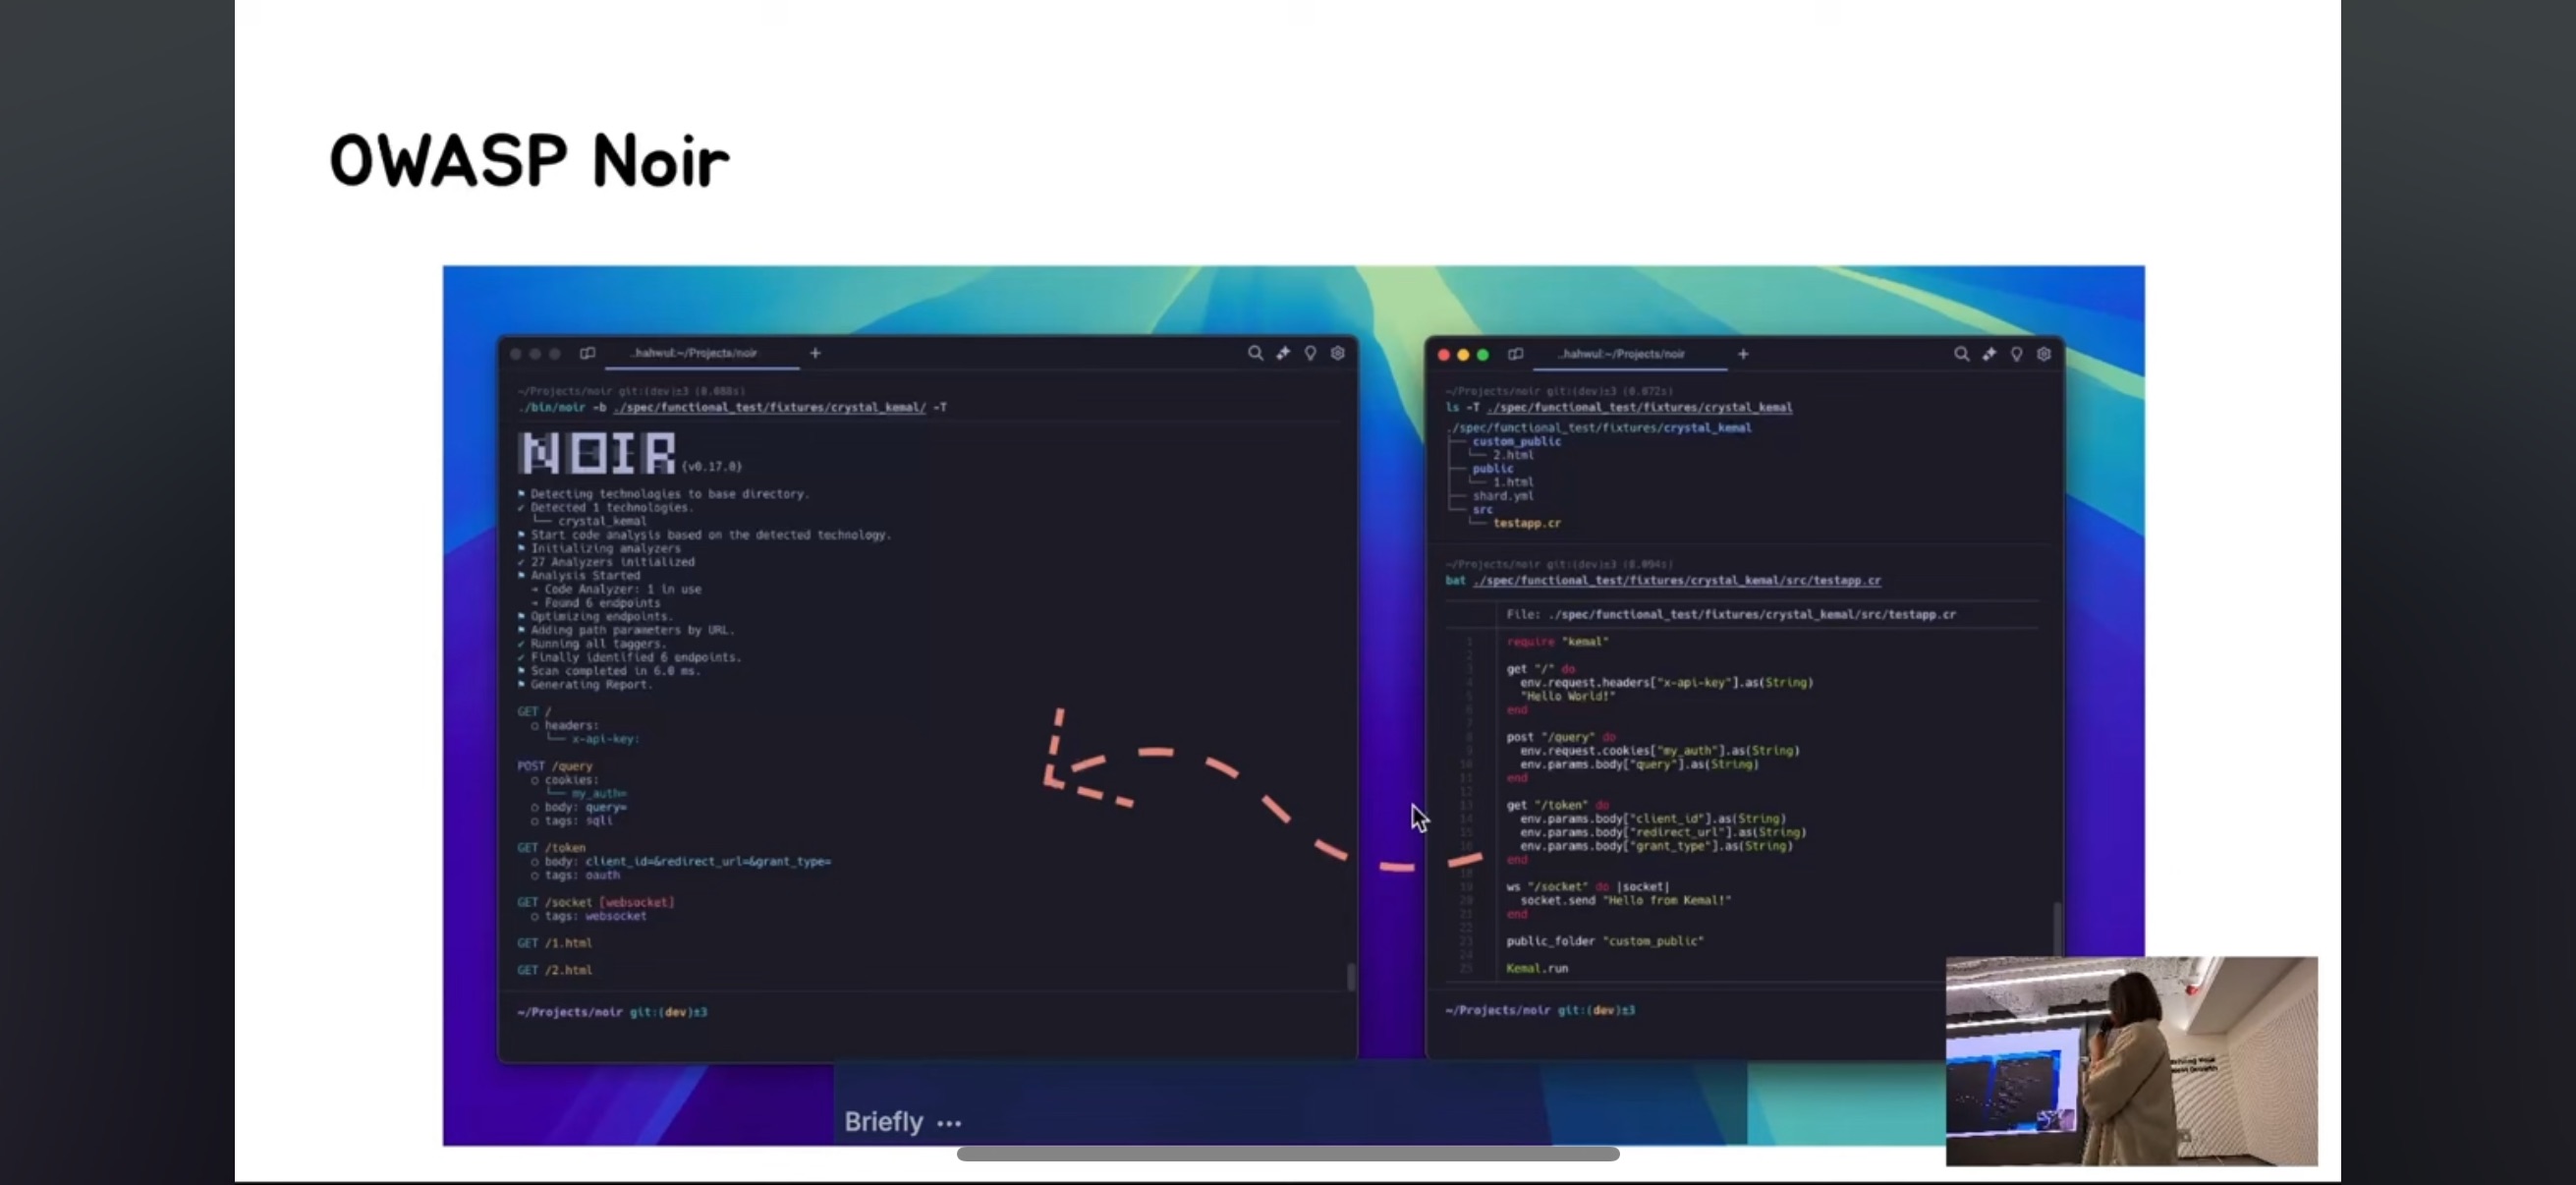 OWASP Noir
..hahwul:~/Projects/noir
~/Projects/noir git:(dev)±3 (0.088s)
./bin/noir -b ./spec/functional_test/fixtures/crystal_kemal/ -T
NOIR (v0.17.0)
⚑ Detecting technologies to base directory.
✓ Detected 1 technologies.
└── crystal_kemal
⚑ Start code analysis based on the detected technology.
⚑ Initializing analyzers
✓ 27 Analyzers initialized
⚑ Analysis Started
➔ Code Analyzer: 1 in use
➔ Found 6 endpoints
⚑ Optimizing endpoints.
⚑ Adding path parameters by URL.
✓ Running all taggers.
✓ Finally identified 6 endpoints.
⚑ Scan completed in 6.0 ms.
⚑ Generating Report.
GET /
○ headers:
└── x-api-key:
POST /query
○ cookies:
└── my_auth=
○ body: query=
○ tags: sqli
GET /token
○ body: client_id=&redirect_url=&grant_type=
○ tags: oauth
GET /socket [websocket]
○ tags: websocket
GET /1.html
GET /2.html
~/Projects/noir git:(dev)±3
..hahwul:~/Projects/noir
~/Projects/noir git:(dev)±3 (0.072s)
ls -T ./spec/functional_test/fixtures/crystal_kemal
./spec/functional_test/fixtures/crystal_kemal
├── custom_public
│   └── 2.html
├── public
│   └── 1.html
├── shard.yml
└── src
└── testapp.cr
~/Projects/noir git:(dev)±3 (0.094s)
bat ./spec/functional_test/fixtures/crystal_kemal/src/testapp.cr
File: ./spec/functional_test/fixtures/crystal_kemal/src/testapp.cr
1 require "kemal"
2
3 get "/" do
4 env.request.headers["x-api-key"].as(String)
5 "Hello World!"
6 end
7
8 post "/query" do
9 env.request.cookies["my_auth"].as(String)
10 env.params.body["query"].as(String)
11 end
12
13 get "/token" do
14 env.params.body["client_id"].as(String)
15 env.params.body["redirect_url"].as(String)
16 env.params.body["grant_type"].as(String)
end
18
19 ws "/socket" do |socket|
20 socket.send "Hello from Kemal!"
21 end
22
23 public_folder "custom_public"
24
25 Kemal.run
~/Projects/noir git:(dev)±3
Briefly ···